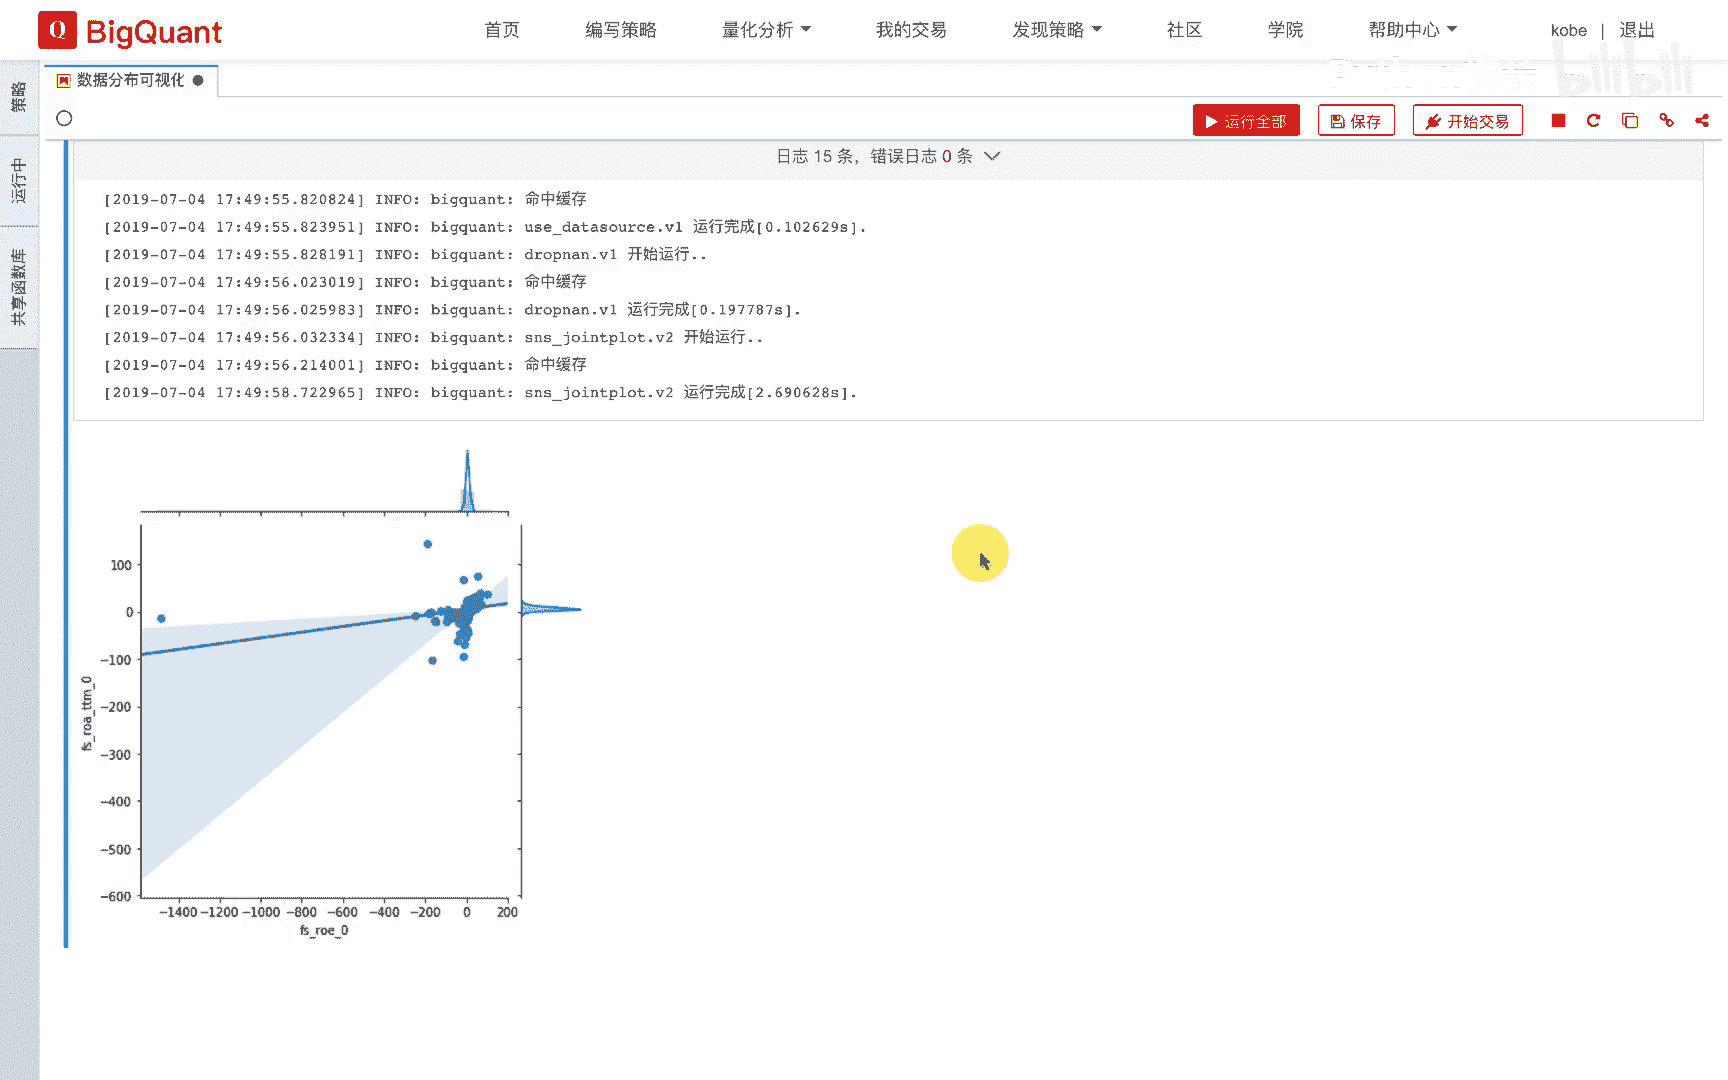 Q BigQuant 首页 编写策略 量化分析 我的交易 发现策略 社区 学院 帮助中心 kobe | 退出
数据分布可视化
bilibili
策略
运行中
共享函数库
运行全部 保存 开始交易
日志 15 条，错误日志 0 条
[2019-07-04 17:49:55.820824] INFO: bigquant: 命中缓存
[2019-07-04 17:49:55.823951] INFO: bigquant: use_datasource.v1 运行完成[0.102629s].
[2019-07-04 17:49:55.828191] INFO: bigquant: dropnan.v1 开始运行..
[2019-07-04 17:49:56.023019] INFO: bigquant: 命中缓存
[2019-07-04 17:49:56.025983] INFO: bigquant: dropnan.v1 运行完成[0.197787s].
[2019-07-04 17:49:56.032334] INFO: bigquant: sns_jointplot.v2 开始运行..
[2019-07-04 17:49:56.214001] INFO: bigquant: 命中缓存
[2019-07-04 17:49:58.722965] INFO: bigquant: sns_jointplot.v2 运行完成[2.690628s].
100
0
−100
−200
−300
−400
−500
−600
fs_roa_ttm_0
−1400 −1200 −1000 −800 −600 −400 −200 0 200
fs_roe_0